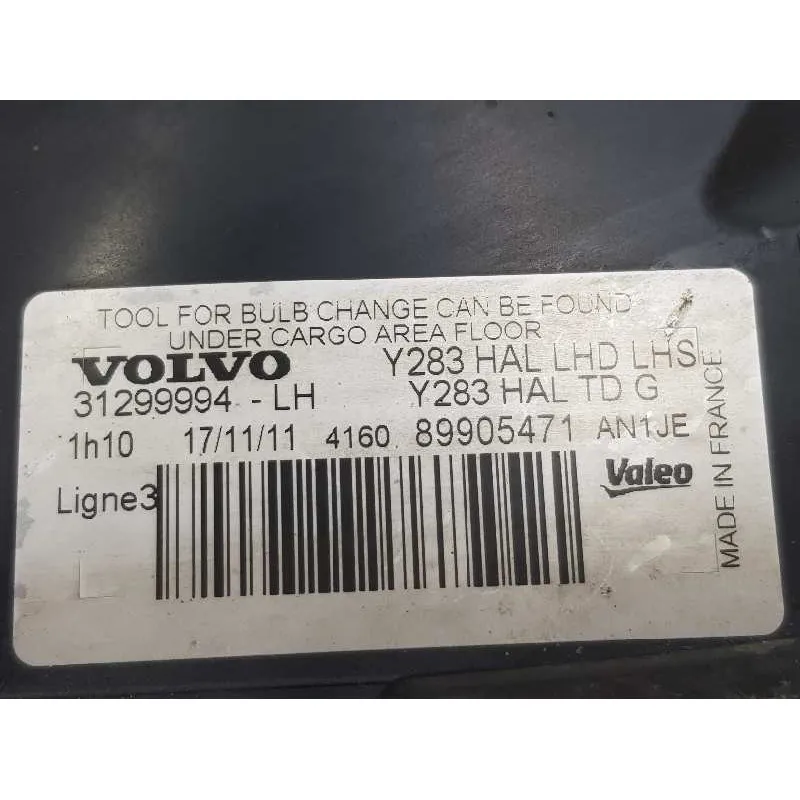 TOOL FOR BULB CHANGE CAN BE FOUND
UNDER CARGO AREA FLOOR
VOLVO Y283 HAL LHD LHS
31299994 - LH Y283 HAL TD G
1h10 17/11/11 4160 89905471 AN1JE
Ligne3 Valeo
MADE IN FRANCE